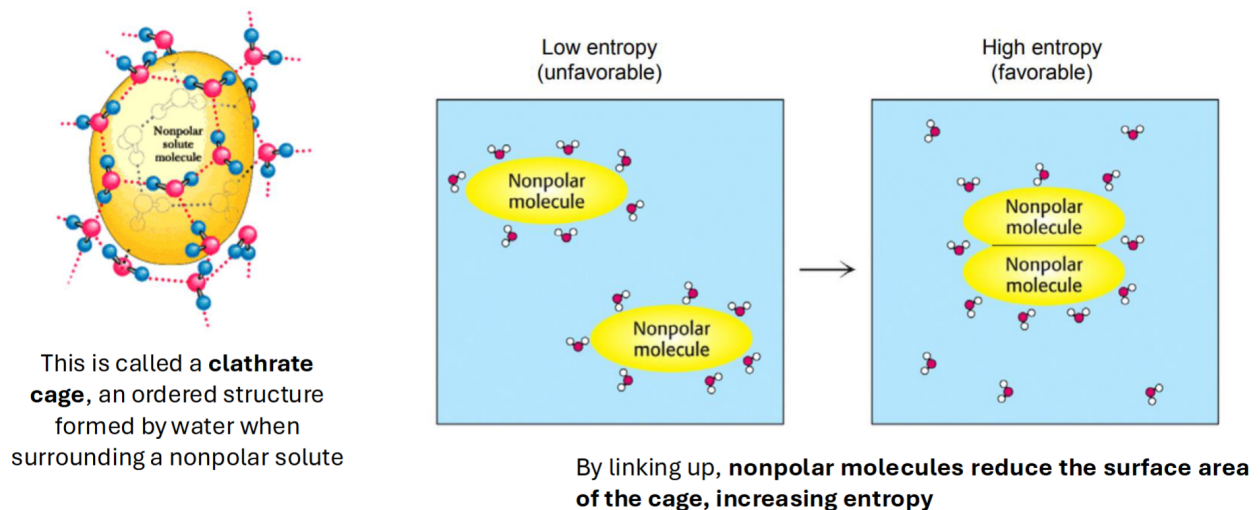 Nonpolar
solute
molecule
This is called a clathrate
cage, an ordered structure
formed by water when
surrounding a nonpolar solute
Low entropy
(unfavorable)
Nonpolar
molecule
Nonpolar
molecule
High entropy
(favorable)
Nonpolar
molecule
Nonpolar
molecule
By linking up, nonpolar molecules reduce the surface area
of the cage, increasing entropy